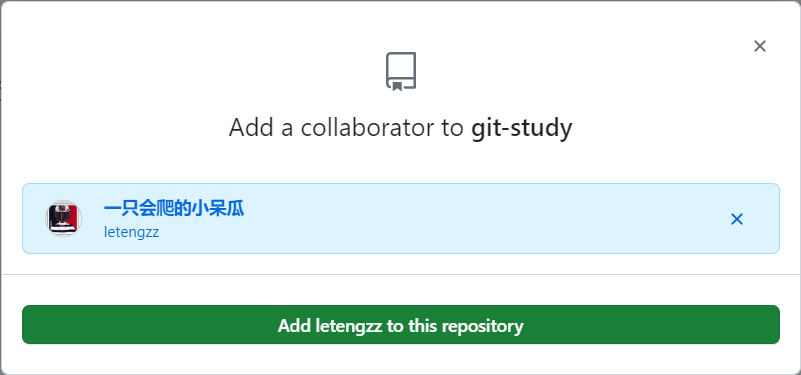 Add a collaborator to git-study
一只会爬的小呆瓜
letengzz
Add letengzz to this repository